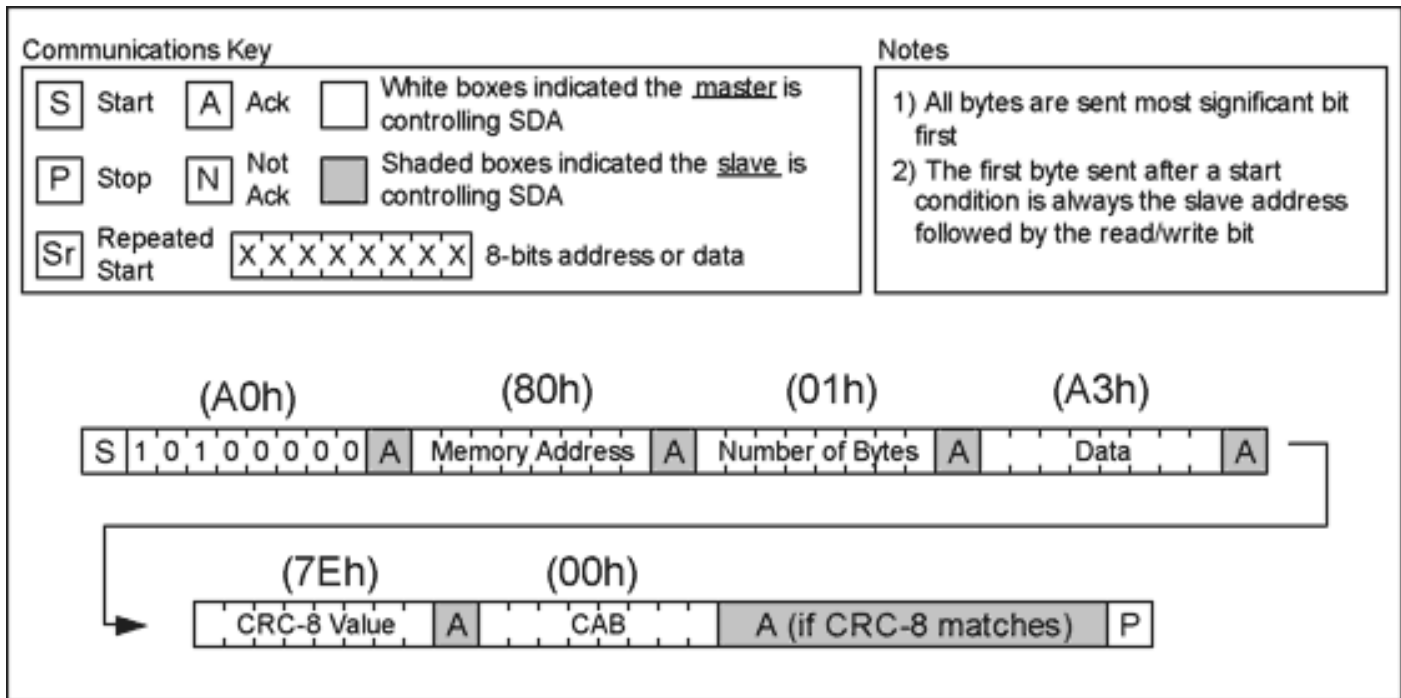 Communications Key
Notes
S Start A Ack White boxes indicated the master is
controlling SDA
P Stop N Not
Ack Shaded boxes indicated the slave is
controlling SDA
Sr Repeated
Start X X X X X X X X 8-bits address or data
1) All bytes are sent most significant bit
first
2) The first byte sent after a start
condition is always the slave address
followed by the read/write bit
(A0h) (80h) (01h) (A3h)
S 1 0 1 0 0 0 0 0 A Memory Address A Number of Bytes A Data A
(7Eh) (00h)
CRC-8 Value A CAB A (if CRC-8 matches) P